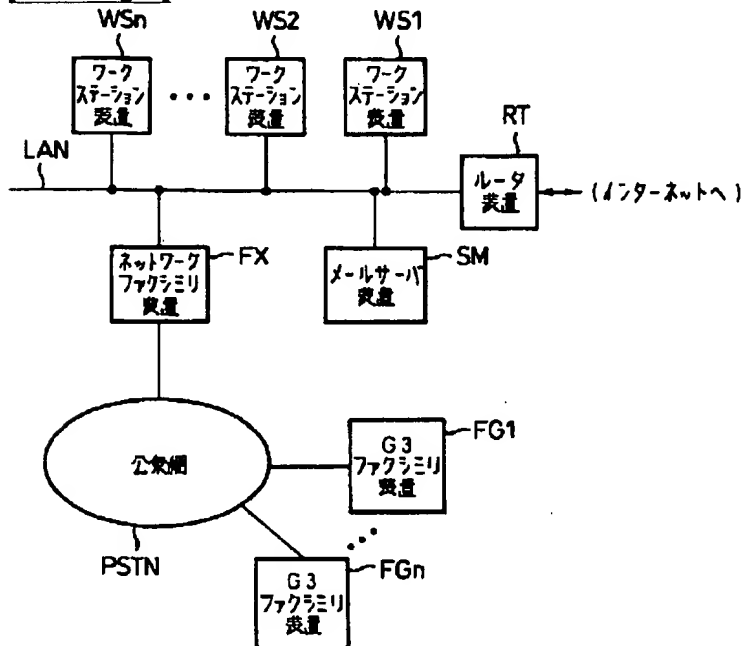 WSn WS2 WS1
ワーク
ステーション
装置
・・・
ワーク
ステーション
装置
ワーク
ステーション
装置
RT
LAN
ルータ
装置
(インターネットへ)
ネットワーク
ファクシミリ
装置
FX
メールサーバ
装置
SM
公衆網
PSTN
G3
ファクシミリ
装置
FG1
G3
ファクシミリ
装置
FGn